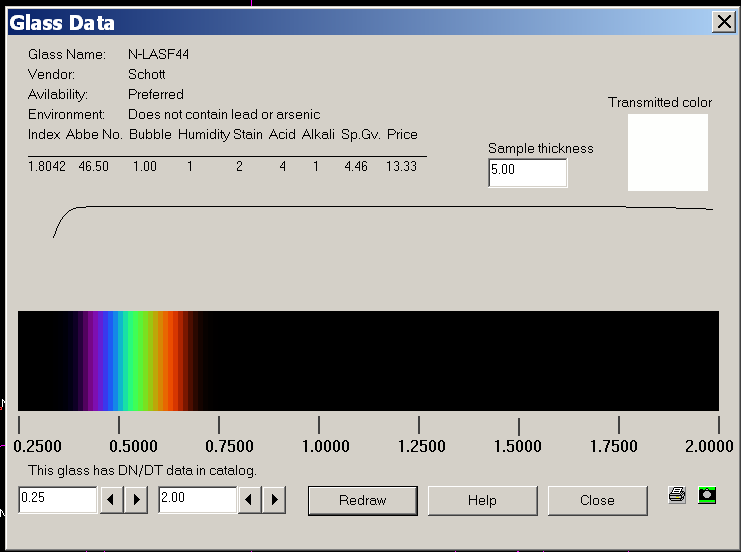 Glass Data
Glass Name: N-LASF44
Vendor: Schott
Avilability: Preferred
Environment: Does not contain lead or arsenic
Index Abbe No. Bubble Humidity Stain Acid Alkali Sp.Gv. Price
1.8042 46.50 1.00 1 2 4 1 4.46 13.33
Sample thickness
5.00
Transmitted color
0.2500 0.5000 0.7500 1.0000 1.2500 1.5000 1.7500 2.0000
This glass has DN/DT data in catalog.
0.25 2.00 Redraw Help Close